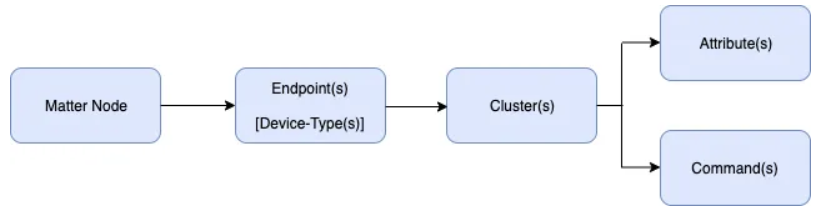 Matter Node
Endpoint(s)
[Device-Type(s)]
Cluster(s)
Attribute(s)
Command(s)